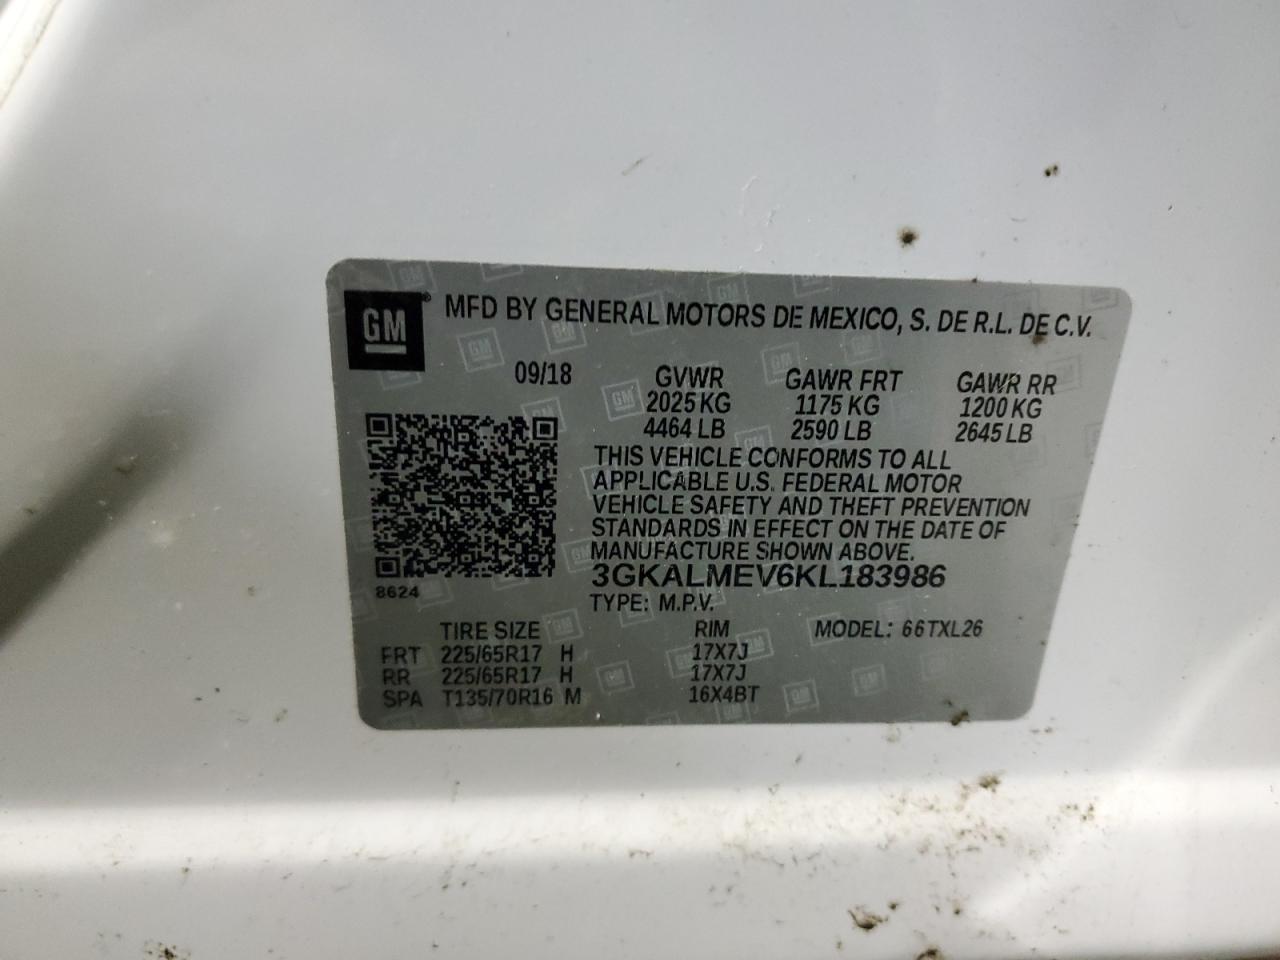 GM® MFD BY GENERAL MOTORS DE MEXICO, S. DE R.L. DE C.V.
09/18 GVWR GAWR FRT GAWR RR
2025 KG 1175 KG 1200 KG
4464 LB 2590 LB 2645 LB
THIS VEHICLE CONFORMS TO ALL
APPLICABLE U.S. FEDERAL MOTOR
VEHICLE SAFETY AND THEFT PREVENTION
STANDARDS IN EFFECT ON THE DATE OF
MANUFACTURE SHOWN ABOVE.
3GKALMEV6KL183986
8624
TYPE: M.P.V.
TIRE SIZE RIM MODEL: 66TXL26
FRT 225/65R17 H 17X7J
RR 225/65R17 H 17X7J
SPA T135/70R16 M 16X4BT